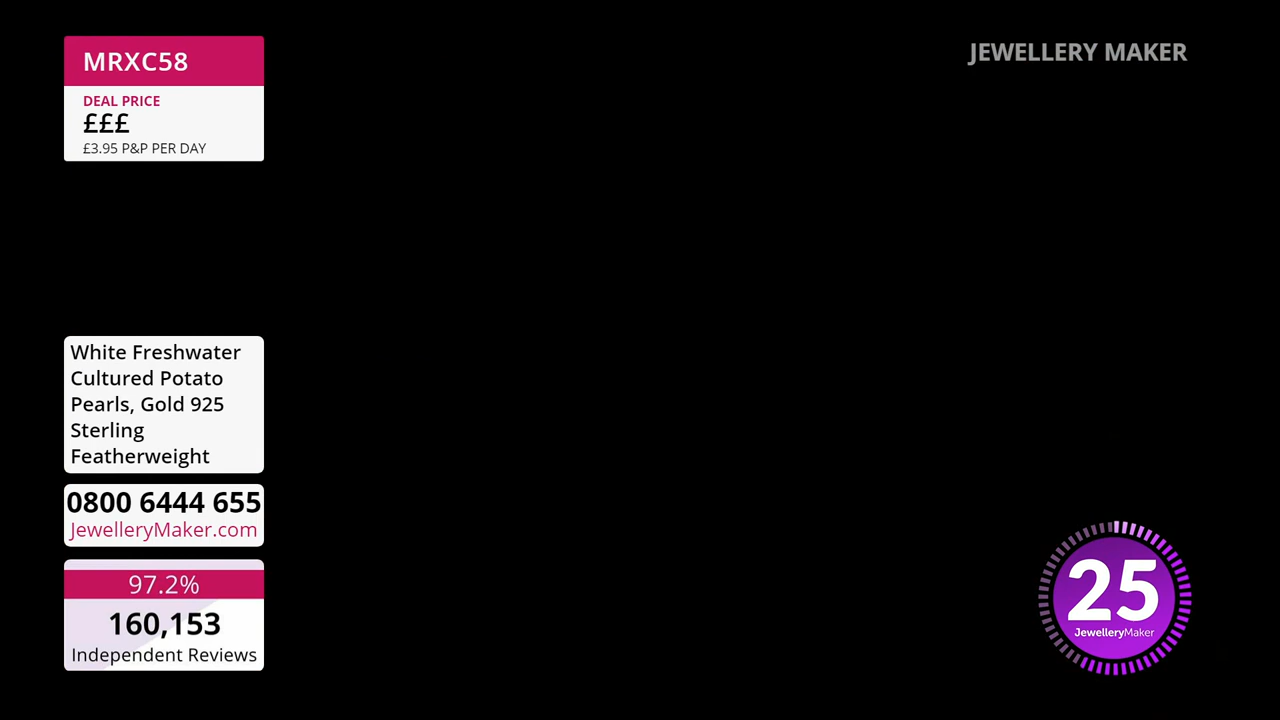 MRXC58
DEAL PRICE
£££
£3.95 P&P PER DAY
JEWELLERY MAKER
White Freshwater
Cultured Potato
Pearls, Gold 925
Sterling
Featherweight
0800 6444 655
JewelleryMaker.com
97.2%
160,153
Independent Reviews
25
JewelleryMaker